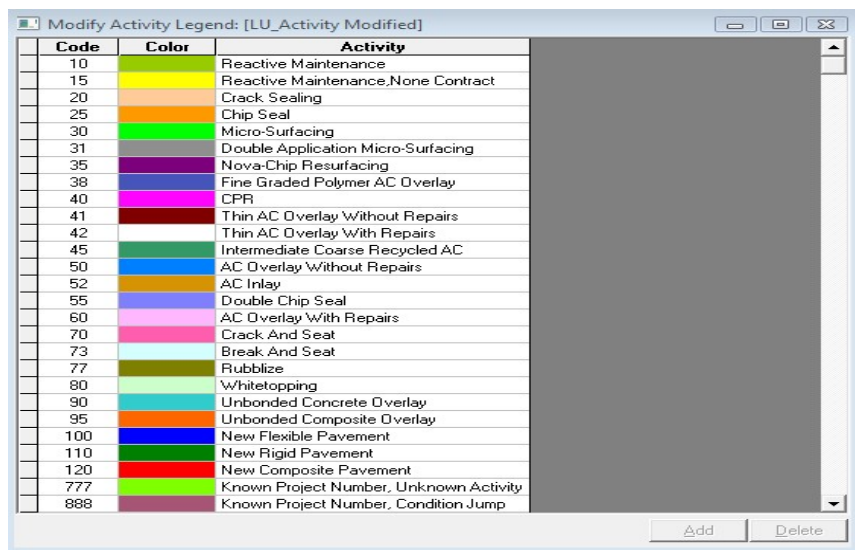 Modify Activity Legend: [LU_Activity Modified]
Code Color Activity
10 Reactive Maintenance
15 Reactive Maintenance,None Contract
20 Crack Sealing
25 Chip Seal
30 Micro-Surfacing
31 Double Application Micro-Surfacing
35 Nova-Chip Resurfacing
38 Fine Graded Polymer AC Overlay
40 CPR
41 Thin AC Overlay Without Repairs
42 Thin AC Overlay With Repairs
45 Intermediate Coarse Recycled AC
50 AC Overlay Without Repairs
52 AC Inlay
55 Double Chip Seal
60 AC Overlay With Repairs
70 Crack And Seat
73 Break And Seat
77 Rubblize
80 Whitetopping
90 Unbonded Concrete Overlay
95 Unbonded Composite Overlay
100 New Flexible Pavement
110 New Rigid Pavement
120 New Composite Pavement
777 Known Project Number, Unknown Activity
888 Known Project Number, Condition Jump
Add Delete